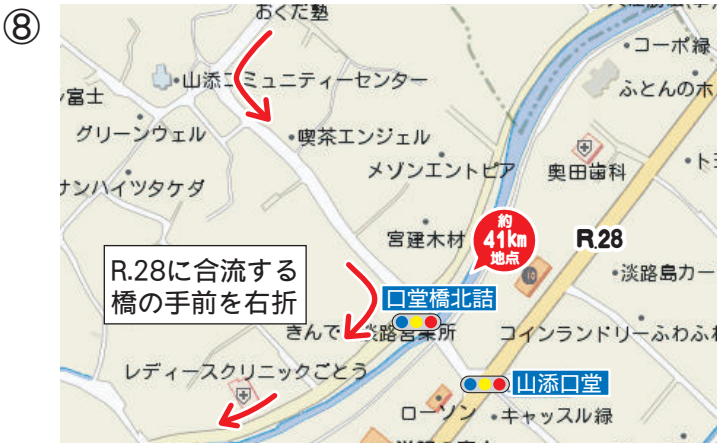 ⑧
おくだ塾
コーポ緑
山添コミュニティーセンター
ふとんのホ
富士
グリーンウェル
喫茶エンジェル
メゾンエントピア
奥田歯科
ナンハイツタケダ
宮建木材
約
41km
地点
R.28
R.28に合流する
橋の手前を右折
淡路島カー
口堂橋北詰
きんで
淡路営業所
コインランドリーふわふわ
レディースクリニックごとう
山添口堂
ローソン
キャッスル緑